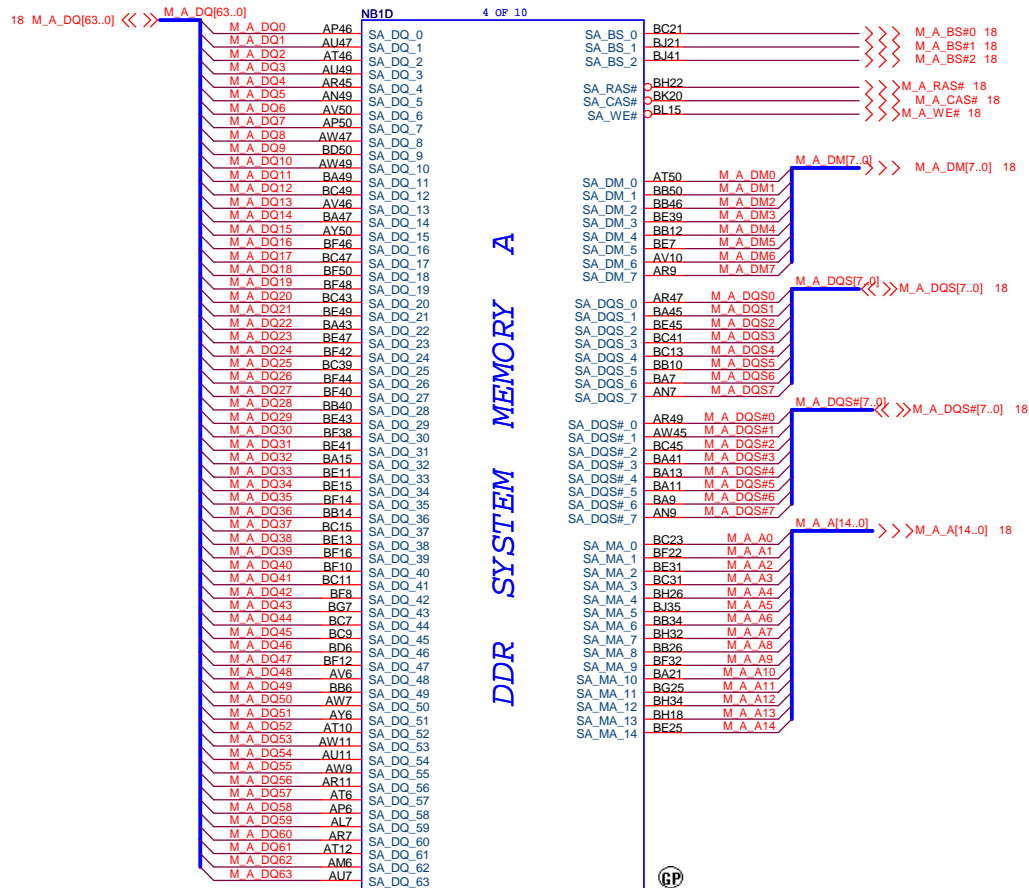 18 M_A_DQ[63..0]
M_A_DQ[63..0]
NB1D
4 OF 10
M_A_DQ0 AP46 SA_DQ_0
M_A_DQ1 AU47 SA_DQ_1
M_A_DQ2 AT46 SA_DQ_2
M_A_DQ3 AU49 SA_DQ_3
M_A_DQ4 AR45 SA_DQ_4
M_A_DQ5 AN49 SA_DQ_5
M_A_DQ6 AV50 SA_DQ_6
M_A_DQ7 AP50 SA_DQ_7
M_A_DQ8 AW47 SA_DQ_8
M_A_DQ9 BD50 SA_DQ_9
M_A_DQ10 AW49 SA_DQ_10
M_A_DQ11 BA49 SA_DQ_11
M_A_DQ12 BC49 SA_DQ_12
M_A_DQ13 AV46 SA_DQ_13
M_A_DQ14 BA47 SA_DQ_14
M_A_DQ15 AY50 SA_DQ_15
M_A_DQ16 BF46 SA_DQ_16
M_A_DQ17 BC47 SA_DQ_17
M_A_DQ18 BF50 SA_DQ_18
M_A_DQ19 BF48 SA_DQ_19
M_A_DQ20 BC43 SA_DQ_20
M_A_DQ21 BE49 SA_DQ_21
M_A_DQ22 BA43 SA_DQ_22
M_A_DQ23 BE47 SA_DQ_23
M_A_DQ24 BF42 SA_DQ_24
M_A_DQ25 BC39 SA_DQ_25
M_A_DQ26 BF44 SA_DQ_26
M_A_DQ27 BF40 SA_DQ_27
M_A_DQ28 BB40 SA_DQ_28
M_A_DQ29 BE43 SA_DQ_29
M_A_DQ30 BF38 SA_DQ_30
M_A_DQ31 BE41 SA_DQ_31
M_A_DQ32 BA15 SA_DQ_32
M_A_DQ33 BE11 SA_DQ_33
M_A_DQ34 BE15 SA_DQ_34
M_A_DQ35 BF14 SA_DQ_35
M_A_DQ36 BB14 SA_DQ_36
M_A_DQ37 BC15 SA_DQ_37
M_A_DQ38 BE13 SA_DQ_38
M_A_DQ39 BF16 SA_DQ_39
M_A_DQ40 BF10 SA_DQ_40
M_A_DQ41 BC11 SA_DQ_41
M_A_DQ42 BF8 SA_DQ_42
M_A_DQ43 BG7 SA_DQ_43
M_A_DQ44 BC7 SA_DQ_44
M_A_DQ45 BC9 SA_DQ_45
M_A_DQ46 BD6 SA_DQ_46
M_A_DQ47 BF12 SA_DQ_47
M_A_DQ48 AV6 SA_DQ_48
M_A_DQ49 BB6 SA_DQ_49
M_A_DQ50 AW7 SA_DQ_50
M_A_DQ51 AY6 SA_DQ_51
M_A_DQ52 AT10 SA_DQ_52
M_A_DQ53 AW11 SA_DQ_53
M_A_DQ54 AU11 SA_DQ_54
M_A_DQ55 AW9 SA_DQ_55
M_A_DQ56 AR11 SA_DQ_56
M_A_DQ57 AT6 SA_DQ_57
M_A_DQ58 AP6 SA_DQ_58
M_A_DQ59 AL7 SA_DQ_59
M_A_DQ60 AR7 SA_DQ_60
M_A_DQ61 AT12 SA_DQ_61
M_A_DQ62 AM6 SA_DQ_62
M_A_DQ63 AU7 SA_DQ_63
DDR SYSTEM MEMORY A
SA_BS_0 BC21 M_A_BS#0 18
SA_BS_1 BJ21 M_A_BS#1 18
SA_BS_2 BJ41 M_A_BS#2 18
SA_RAS# BH22 M_A_RAS# 18
SA_CAS# BK20 M_A_CAS# 18
SA_WE# BL15 M_A_WE# 18
M_A_DM[7..0] M_A_DM[7..0] 18
SA_DM_0 AT50 M_A_DM0
SA_DM_1 BB50 M_A_DM1
SA_DM_2 BB46 M_A_DM2
SA_DM_3 BE39 M_A_DM3
SA_DM_4 BB12 M_A_DM4
SA_DM_5 BE7 M_A_DM5
SA_DM_6 AV10 M_A_DM6
SA_DM_7 AR9 M_A_DM7
M_A_DQS[7..0] M_A_DQS[7..0] 18
SA_DQS_0 AR47 M_A_DQS0
SA_DQS_1 BA45 M_A_DQS1
SA_DQS_2 BE45 M_A_DQS2
SA_DQS_3 BC41 M_A_DQS3
SA_DQS_4 BC13 M_A_DQS4
SA_DQS_5 BB10 M_A_DQS5
SA_DQS_6 BA7 M_A_DQS6
SA_DQS_7 AN7 M_A_DQS7
M_A_DQS#[7..0] M_A_DQS#[7..0] 18
SA_DQS#_0 AR49 M_A_DQS#0
SA_DQS#_1 AW45 M_A_DQS#1
SA_DQS#_2 BC45 M_A_DQS#2
SA_DQS#_3 BA41 M_A_DQS#3
SA_DQS#_4 BA13 M_A_DQS#4
SA_DQS#_5 BA11 M_A_DQS#5
SA_DQS#_6 BA9 M_A_DQS#6
SA_DQS#_7 AN9 M_A_DQS#7
M_A_A[14..0] M_A_A[14..0] 18
SA_MA_0 BC23 M_A_A0
SA_MA_1 BF22 M_A_A1
SA_MA_2 BE31 M_A_A2
SA_MA_3 BC31 M_A_A3
SA_MA_4 BH26 M_A_A4
SA_MA_5 BJ35 M_A_A5
SA_MA_6 BB34 M_A_A6
SA_MA_7 BH32 M_A_A7
SA_MA_8 BB26 M_A_A8
SA_MA_9 BF32 M_A_A9
SA_MA_10 BA21 M_A_A10
SA_MA_11 BG25 M_A_A11
SA_MA_12 BH34 M_A_A12
SA_MA_13 BH18 M_A_A13
SA_MA_14 BE25 M_A_A14
GP